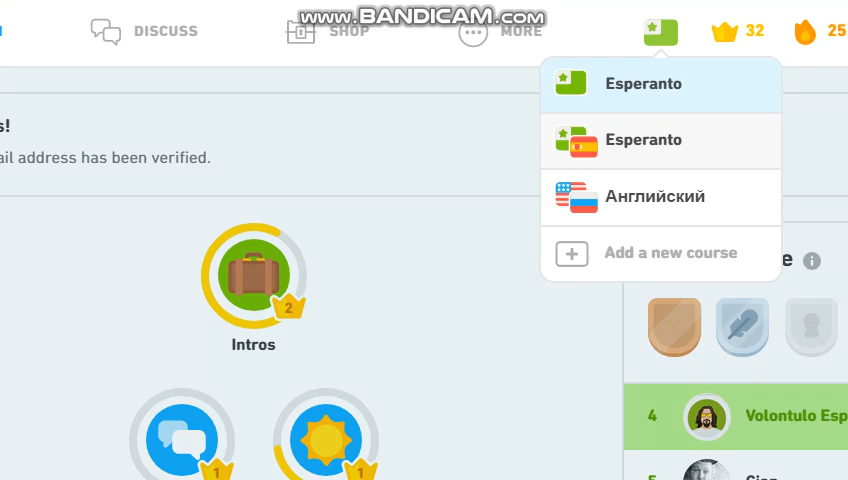 www.BANDICAM.com
DISCUSS
SHOP
MORE
32
25
Esperanto
Esperanto
Английский
Add a new course
s!
ail address has been verified.
e
2
Intros
1
1
4 Volontulo Esp
5